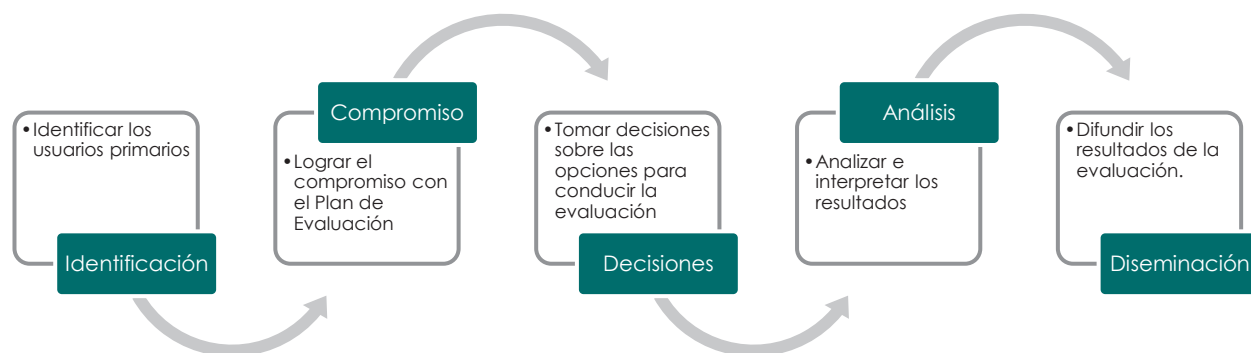 •Identificar los
usuarios primarios
Identificación
Compromiso
•Lograr el
compromiso con
el Plan de
Evaluación
•Tomar decisiones
sobre las
opciones para
conducir la
evaluación
Decisiones
Análisis
•Analizar e
interpretar los
resultados
•Difundir los
resultados de la
evaluación.
Diseminación